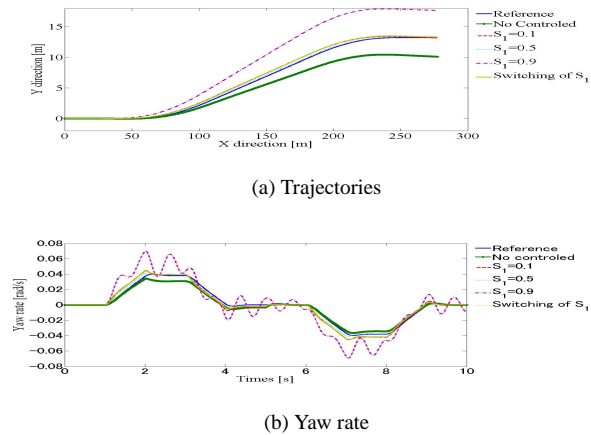 15
10
5
0
Y direction [m]
0
50
100
150
200
250
300
X direction [m]
Reference
No Controled
S1=0.1
S1=0.5
S1=0.9
Switching of S1
(a) Trajectories
0.08
0.06
0.04
0.02
0
−0.02
−0.04
−0.06
−0.08
Yaw rate [rad/s]
0
2
4
6
8
10
Times [s]
Reference
No controled
S1=0.1
S1=0.5
S1=0.9
Switching of S1
(b) Yaw rate